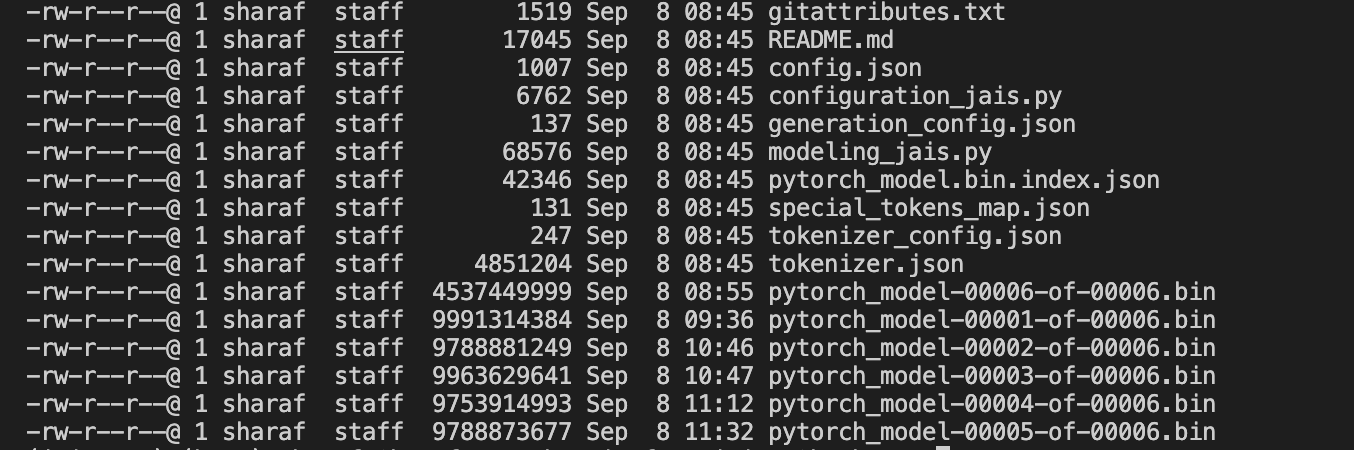 -rw-r--r--@ 1 sharaf  staff        1519 Sep  8 08:45 gitattributes.txt
-rw-r--r--@ 1 sharaf  staff       17045 Sep  8 08:45 README.md
-rw-r--r--@ 1 sharaf  staff        1007 Sep  8 08:45 config.json
-rw-r--r--@ 1 sharaf  staff        6762 Sep  8 08:45 configuration_jais.py
-rw-r--r--@ 1 sharaf  staff         137 Sep  8 08:45 generation_config.json
-rw-r--r--@ 1 sharaf  staff       68576 Sep  8 08:45 modeling_jais.py
-rw-r--r--@ 1 sharaf  staff       42346 Sep  8 08:45 pytorch_model.bin.index.json
-rw-r--r--@ 1 sharaf  staff         131 Sep  8 08:45 special_tokens_map.json
-rw-r--r--@ 1 sharaf  staff         247 Sep  8 08:45 tokenizer_config.json
-rw-r--r--@ 1 sharaf  staff     4851204 Sep  8 08:45 tokenizer.json
-rw-r--r--@ 1 sharaf  staff  4537449999 Sep  8 08:55 pytorch_model-00006-of-00006.bin
-rw-r--r--@ 1 sharaf  staff  9991314384 Sep  8 09:36 pytorch_model-00001-of-00006.bin
-rw-r--r--@ 1 sharaf  staff  9788881249 Sep  8 10:46 pytorch_model-00002-of-00006.bin
-rw-r--r--@ 1 sharaf  staff  9963629641 Sep  8 10:47 pytorch_model-00003-of-00006.bin
-rw-r--r--@ 1 sharaf  staff  9753914993 Sep  8 11:12 pytorch_model-00004-of-00006.bin
-rw-r--r--@ 1 sharaf  staff  9788873677 Sep  8 11:32 pytorch_model-00005-of-00006.bin